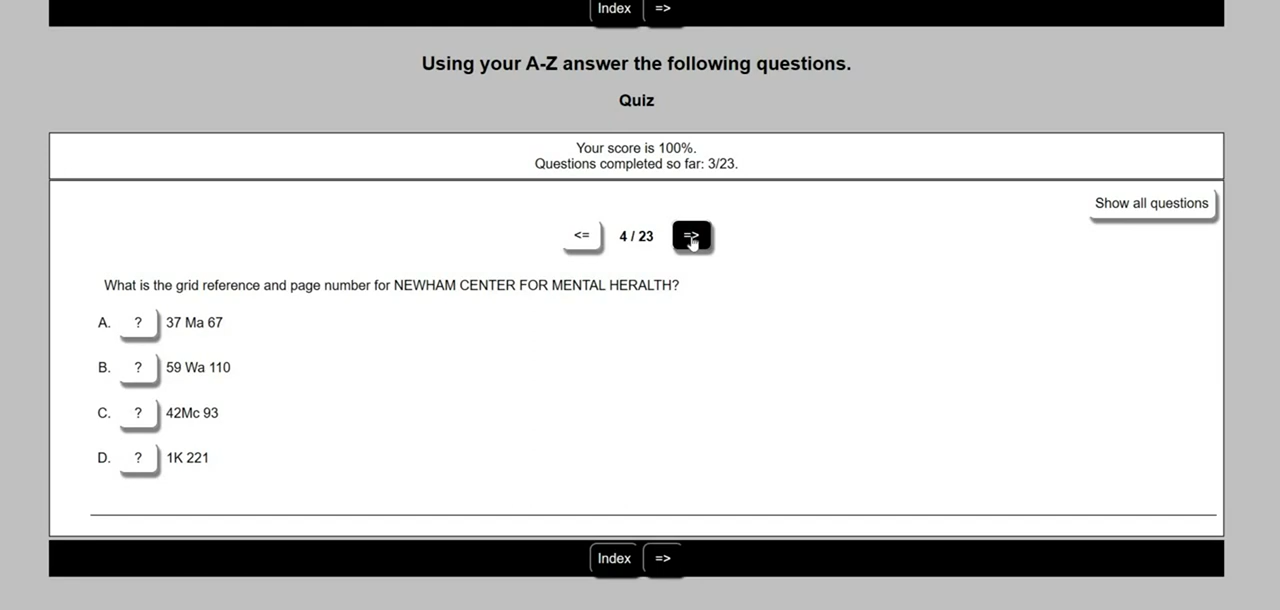 Index =>
Using your A-Z answer the following questions.
Quiz
Your score is 100%.
Questions completed so far: 3/23.
Show all questions
<= 4 / 23 =>
What is the grid reference and page number for NEWHAM CENTER FOR MENTAL HERALTH?
A. ? 37 Ma 67
B. ? 59 Wa 110
C. ? 42Mc 93
D. ? 1K 221
Index =>